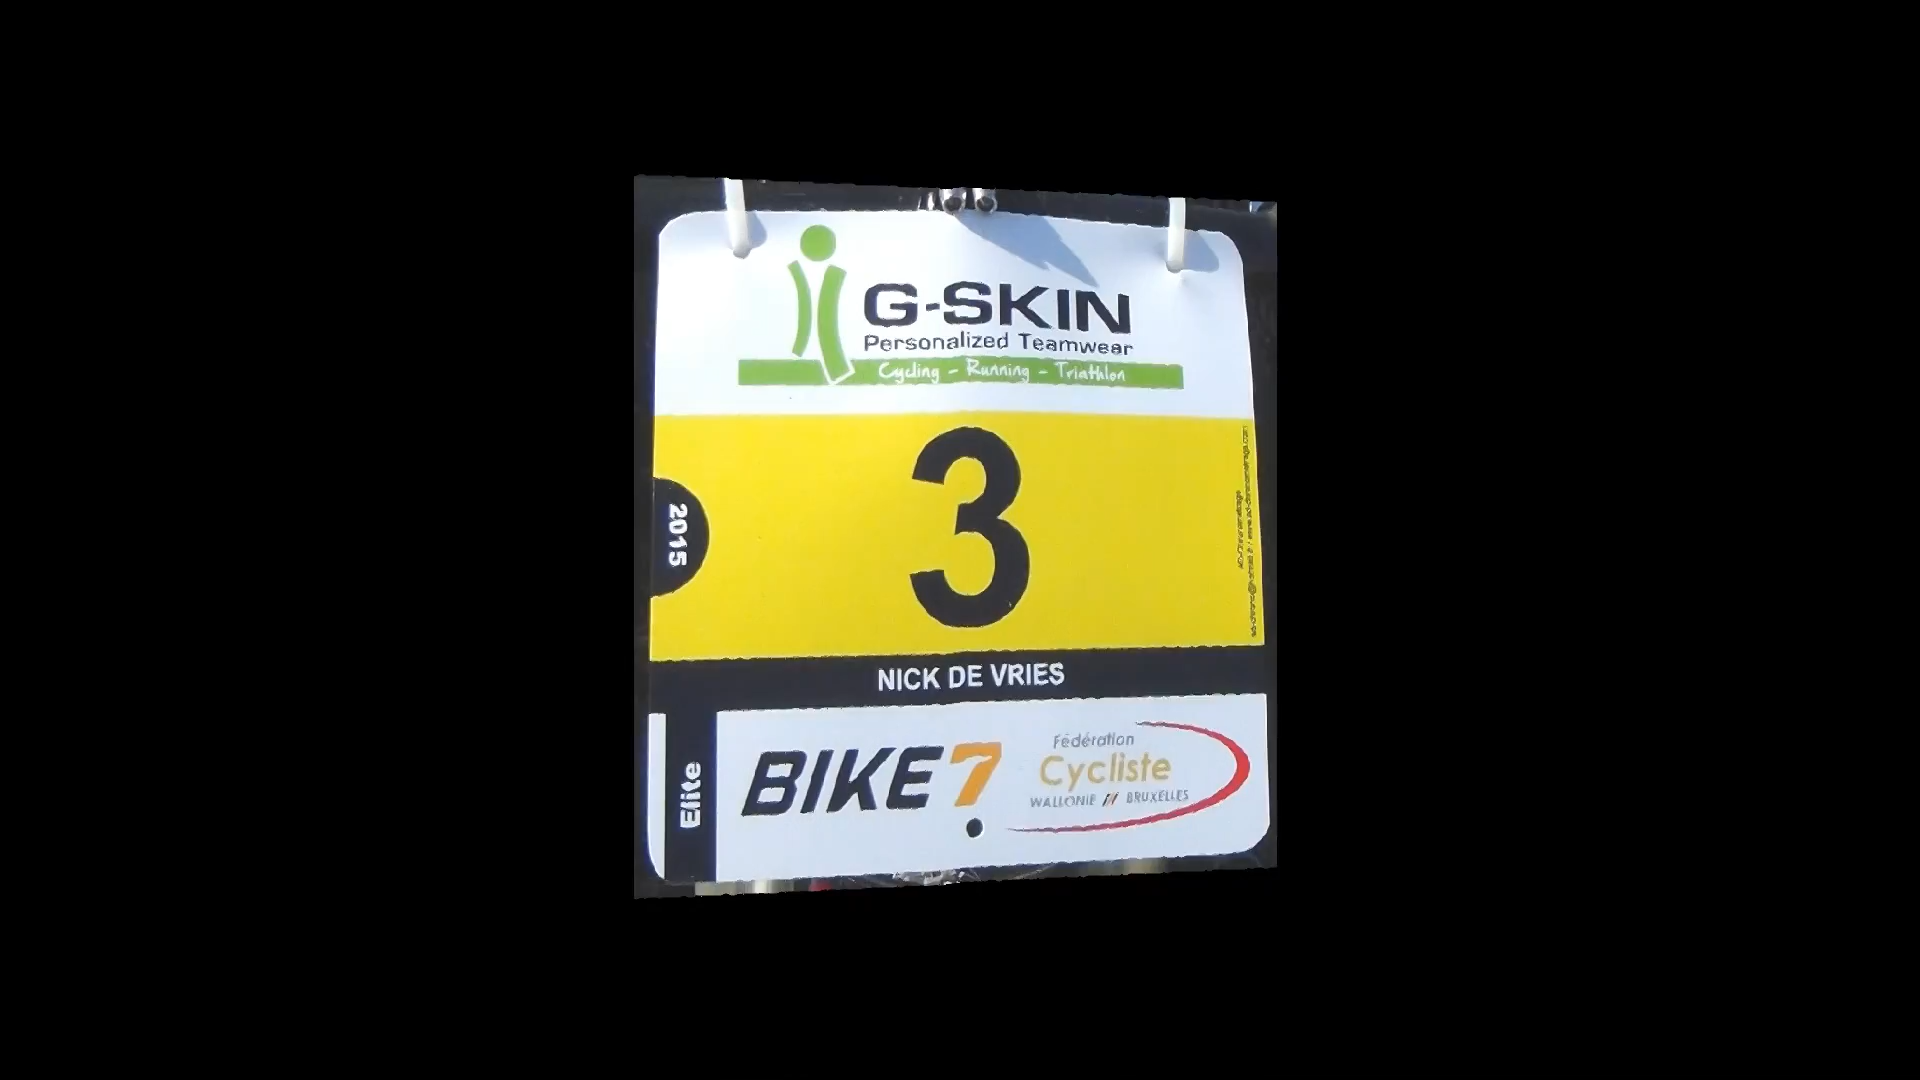 G-SKIN
Personalized Teamwear
Cycling - Running - Triathlon
3
2015
NICK DE VRIES
Elite
BIKE7
Fédération
Cycliste
WALLONIE BRUXELLES